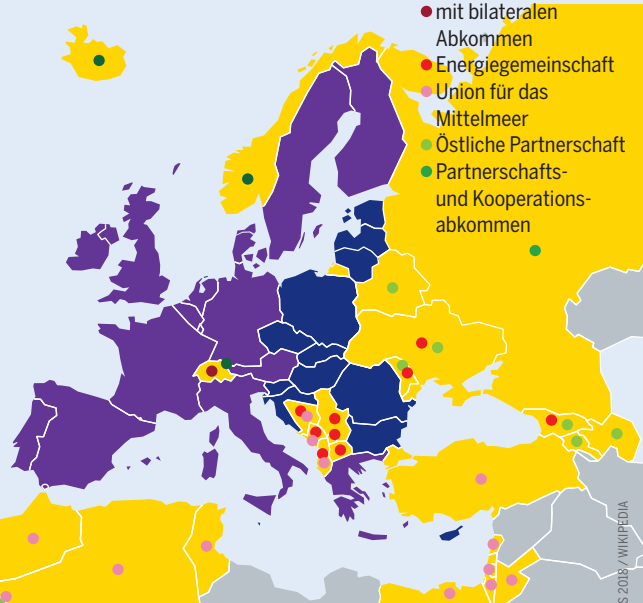 mit bilateralen
Abkommen
Energiegemeinschaft
Union für das
Mittelmeer
Östliche Partnerschaft
Partnerschafts-
und Kooperations-
abkommen
S 2018 / WIKIPEDIA